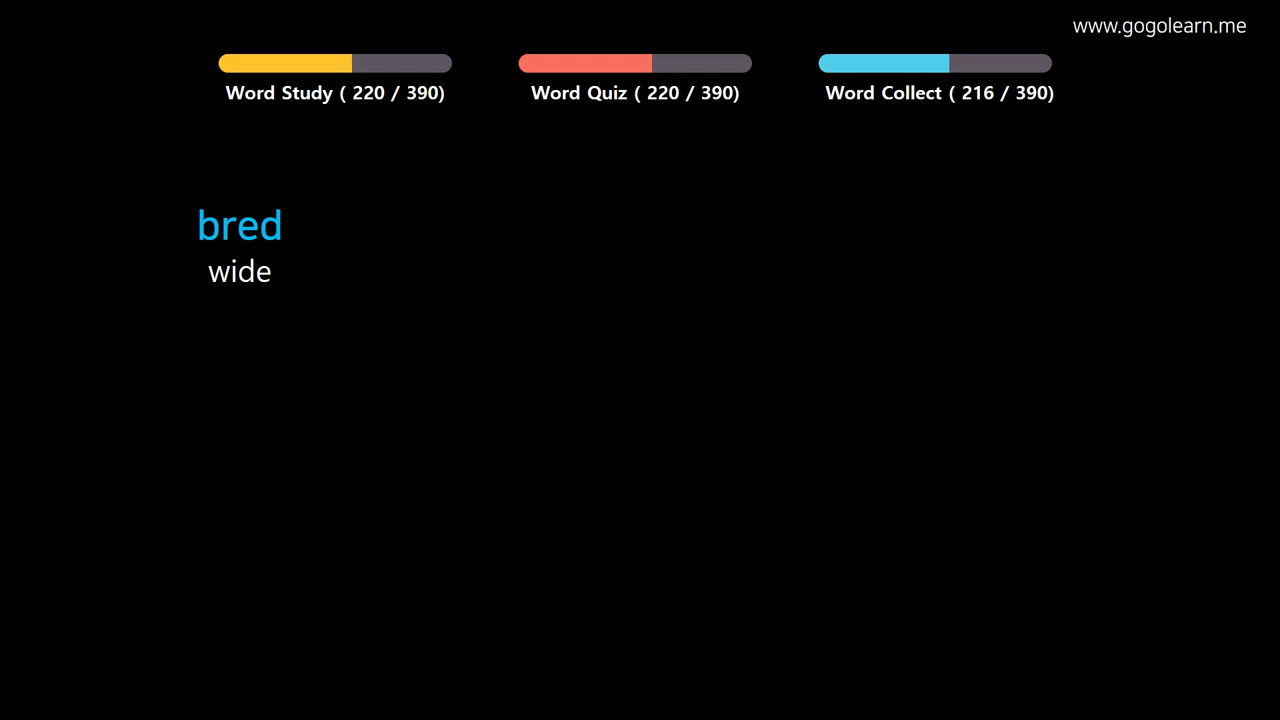 www.gogolearn.me
Word Study ( 220 / 390)
Word Quiz ( 220 / 390)
Word Collect ( 216 / 390)
bred
wide